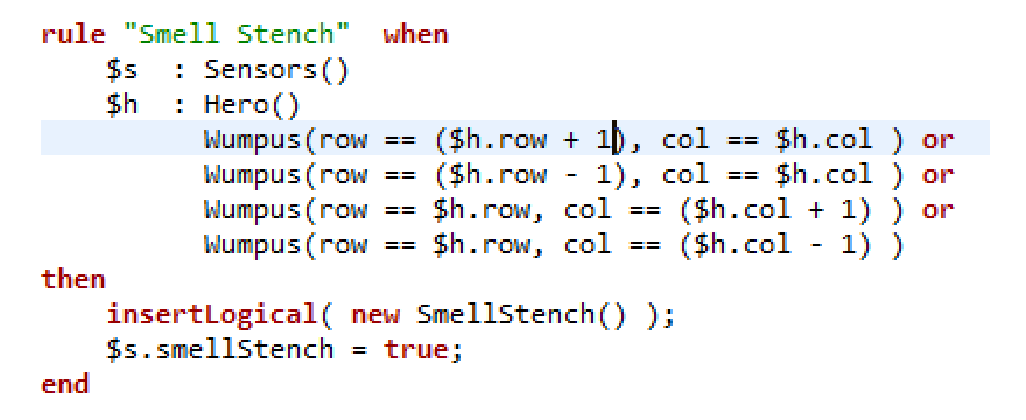 rule "Smell Stench"  when
    $s  : Sensors()
    $h  : Hero()
          Wumpus(row == ($h.row + 1), col == $h.col ) or
          Wumpus(row == ($h.row - 1), col == $h.col ) or
          Wumpus(row == $h.row, col == ($h.col + 1) ) or
          Wumpus(row == $h.row, col == ($h.col - 1) )
then
    insertLogical( new SmellStench() );
    $s.smellStench = true;
end